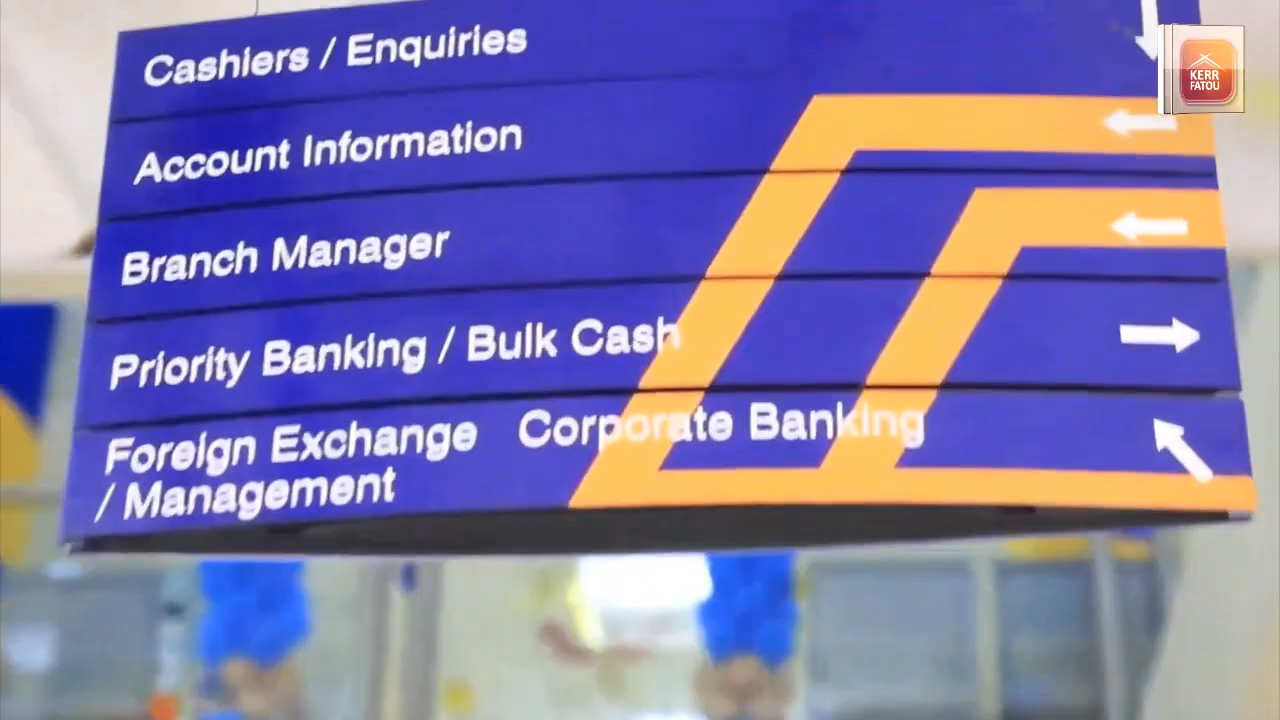 Cashiers / Enquiries
Account Information
Branch Manager
Priority Banking / Bulk Cash
Foreign Exchange Corporate Banking
/ Management
KERR
FATOU